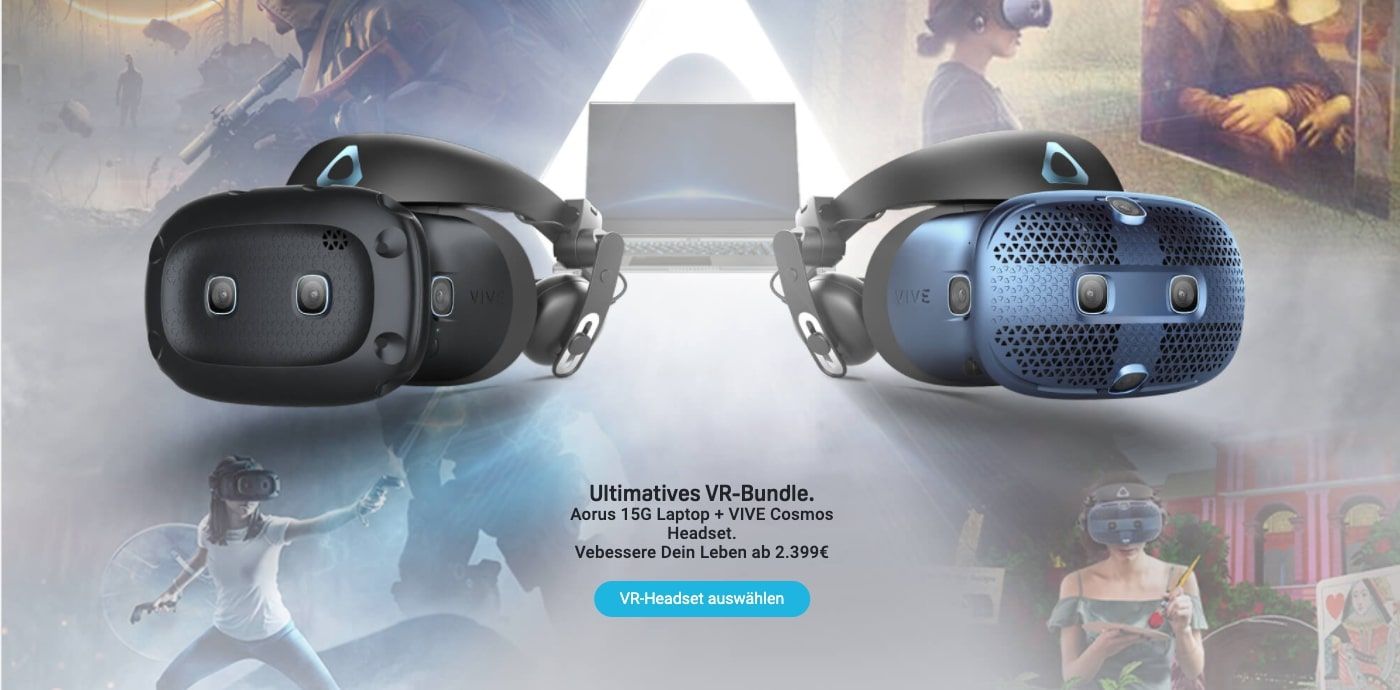 VIVE
VIVE
Ultimatives VR-Bundle.
Aorus 15G Laptop + VIVE Cosmos
Headset.
Vebessere Dein Leben ab 2.399€
VR-Headset auswählen